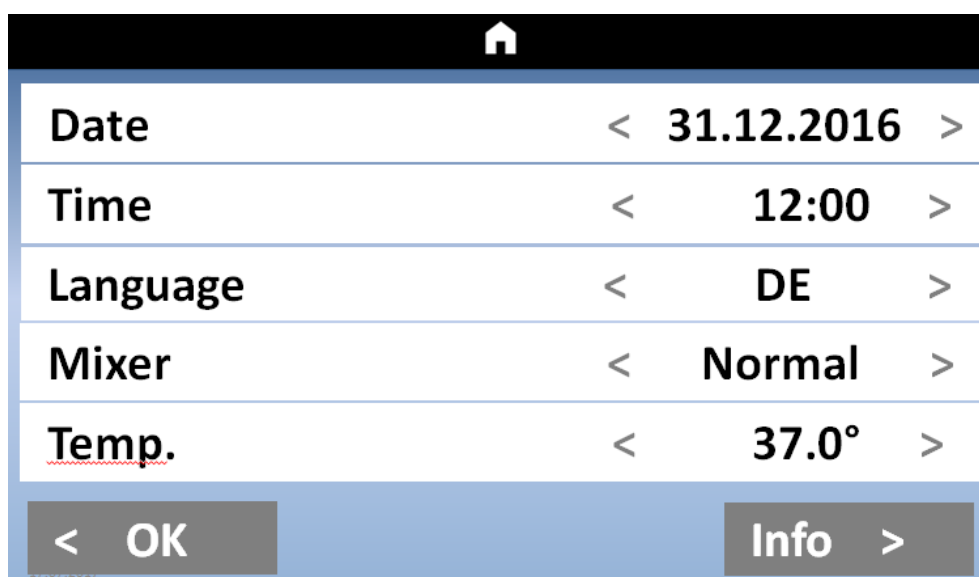 Date < 31.12.2016 >
Time < 12:00 >
Language < DE >
Mixer < Normal >
Temp. < 37.0° >
< OK Info >